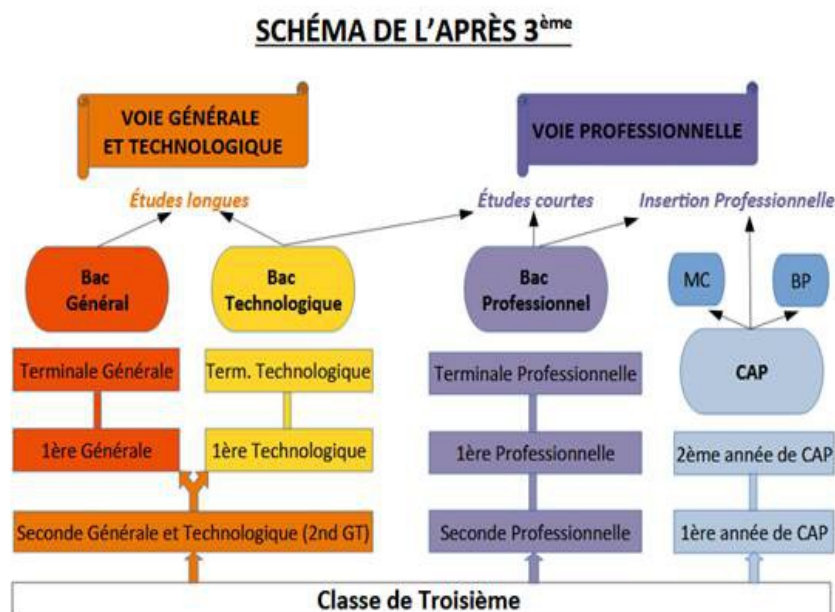 SCHÉMA DE L'APRÈS 3ème
VOIE GÉNÉRALE
ET TECHNOLOGIQUE
VOIE PROFESSIONNELLE
Études longues
Études courtes
Insertion Professionnelle
Bac
Général
Bac
Technologique
Bac
Professionnel
MC
BP
CAP
Terminale Générale
Term. Technologique
Terminale Professionnelle
1ère Générale
1ère Technologique
1ère Professionnelle
2ème année de CAP
Seconde Générale et Technologique (2nd GT)
Seconde Professionnelle
1ère année de CAP
Classe de Troisième